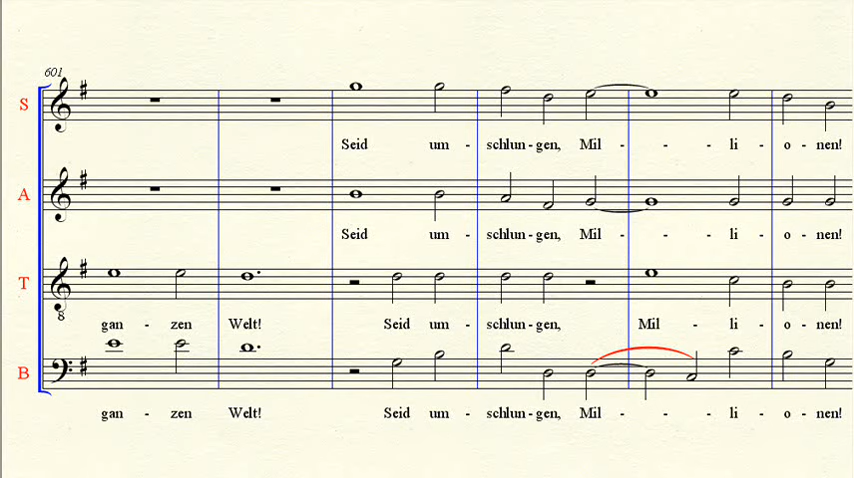 601
S
Seid um - schlun - gen, Mil - - - li - o - nen!
A
Seid um - schlun - gen, Mil - - - li - o - nen!
T
8
gan - zen Welt! Seid um - schlun - gen, Mil - li - o - nen!
B
gan - zen Welt! Seid um - schlun - gen, Mil - - - li - o - nen!